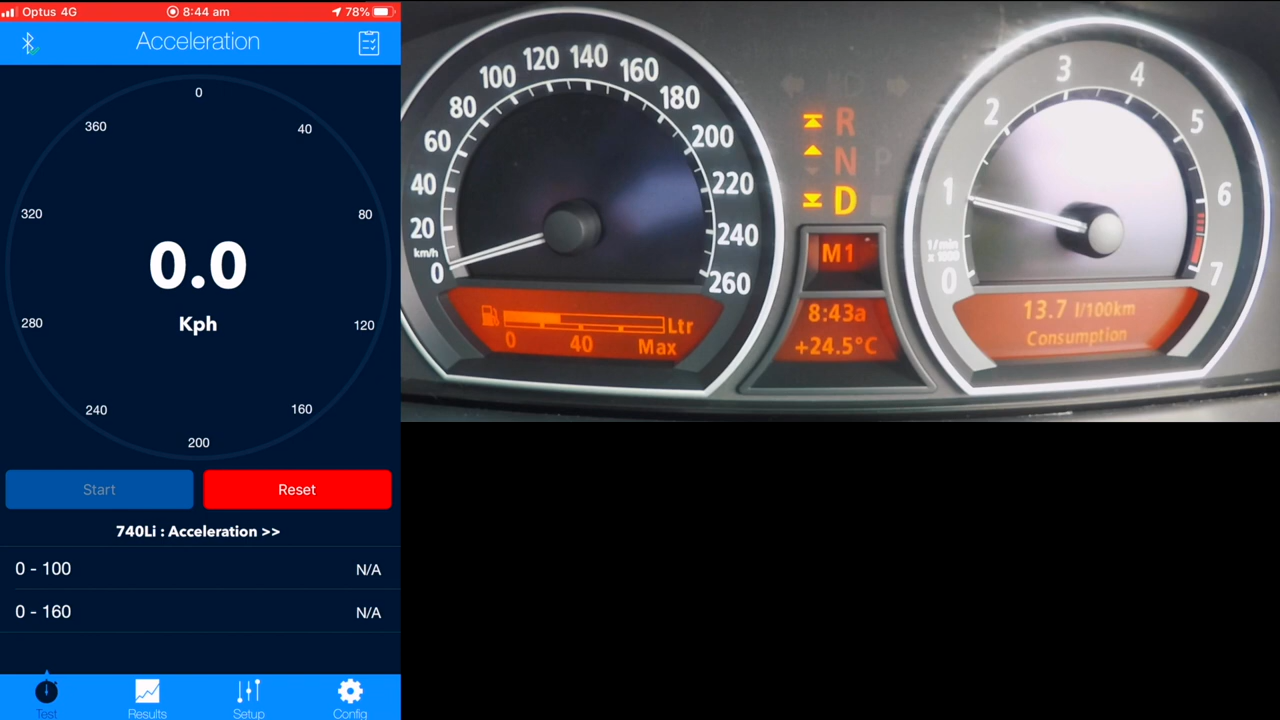 Optus 4G
8:44 am
78%
Acceleration
0
40
80
120
160
200
240
280
320
360
0.0
Kph
Start
Reset
740Li : Acceleration >>
0 - 100 N/A
0 - 160 N/A
Test
Results
Setup
Config
0
20
40
60
80
100
120
140
160
180
200
220
240
260
km/h
0 40 Max
Ltr
R
N P
D
M1
8:43a
+24.5°C
0
1
2
3
4
5
6
7
1/min
x 1000
13.7 l/100km
Consumption